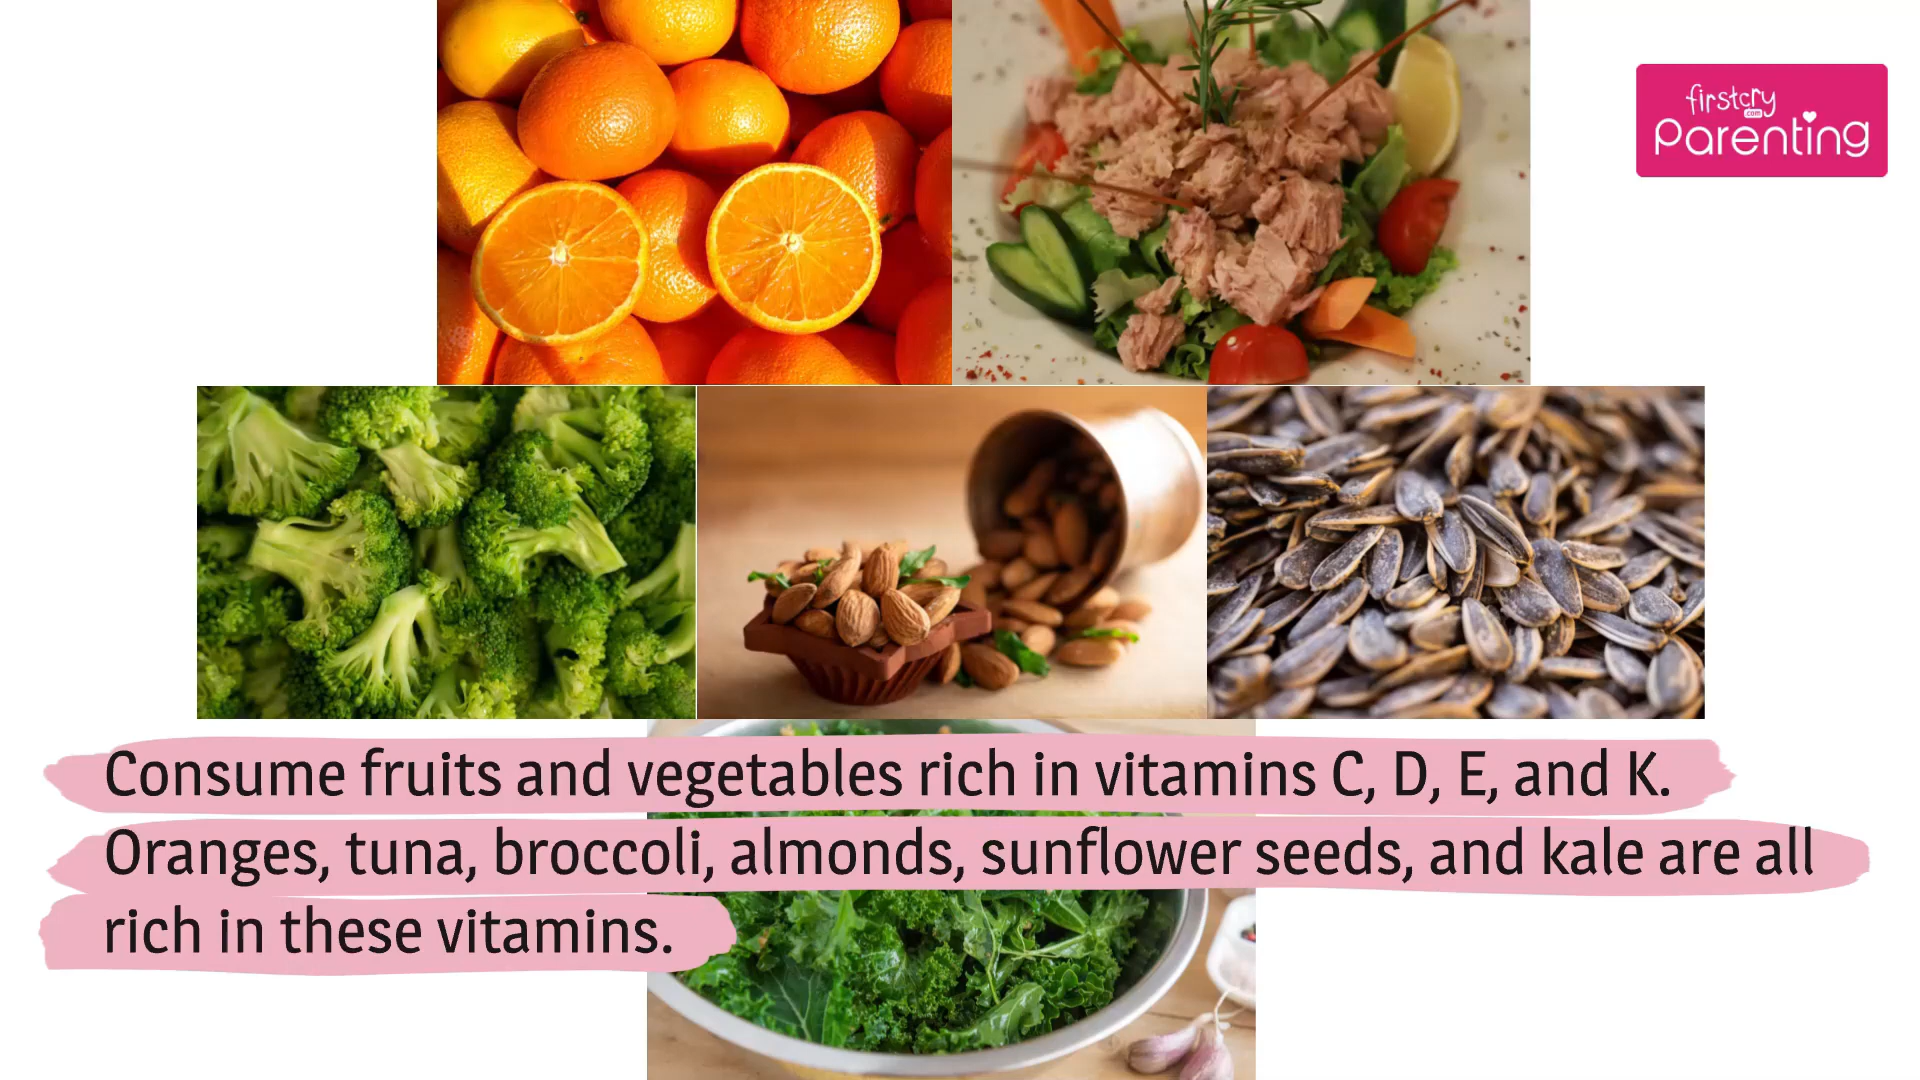 firstcry
.com
Parenting
Consume fruits and vegetables rich in vitamins C, D, E, and K.
Oranges, tuna, broccoli, almonds, sunflower seeds, and kale are all
rich in these vitamins.